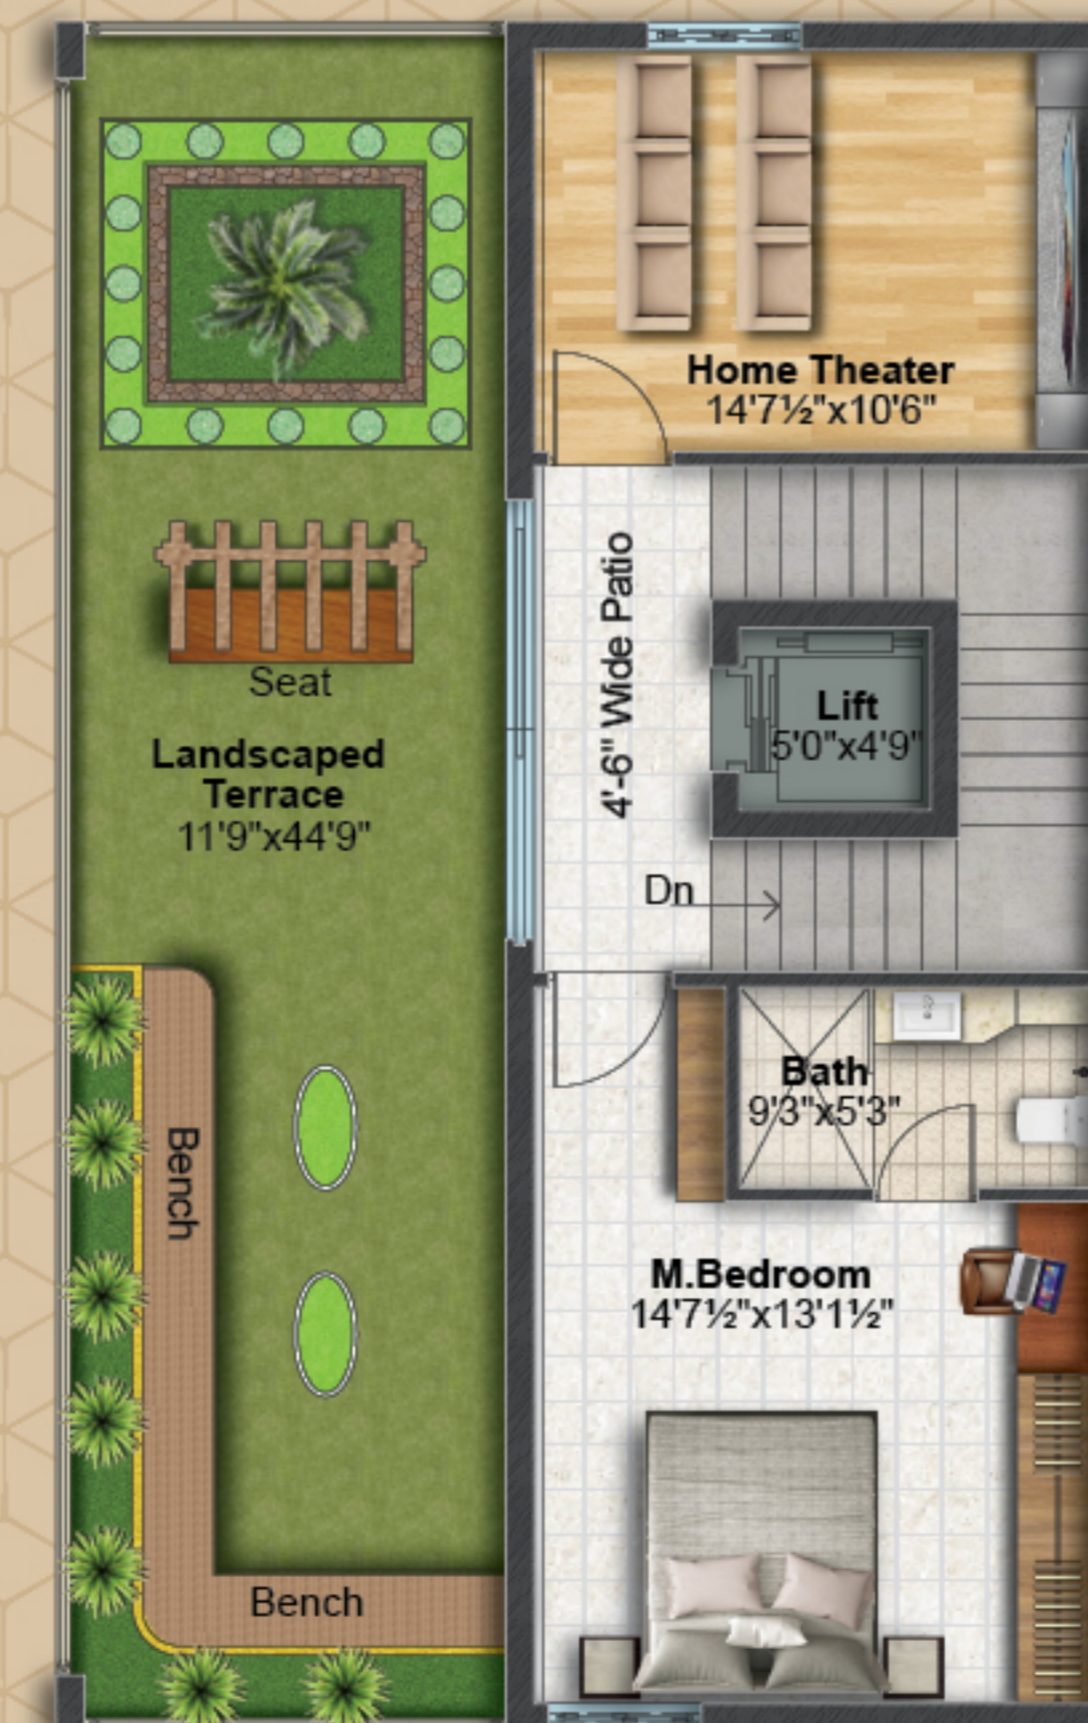 Home Theater
14'7½"x10'6"
4'-6" Wide Patio
Seat
Lift
5'0"x4'9"
Landscaped
Terrace
11'9"x44'9"
Dn
Bath
9'3"x5'3"
Bench
M.Bedroom
14'7½"x13'1½"
Bench